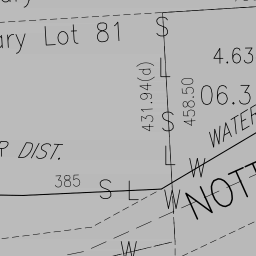 ary Lot 81
S
4.63
L
431.94(d)
458.50
06.3
S
WATER
R DIST.
L
W
385
S L
W
NOTT
W